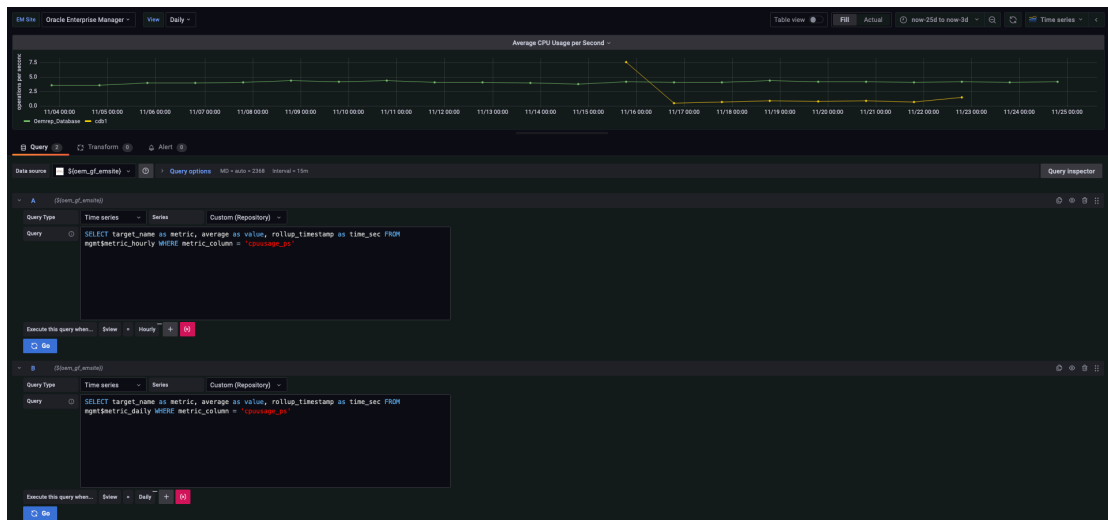 EM Site Oracle Enterprise Manager View Daily Table view Fill Actual now-25d to now-3d Time series
Average CPU Usage per Second
operations per second
7.5
5.0
2.5
0.0
11/04 00:00 11/05 00:00 11/06 00:00 11/07 00:00 11/08 00:00 11/09 00:00 11/10 00:00 11/11 00:00 11/12 00:00 11/13 00:00 11/14 00:00 11/15 00:00 11/16 00:00 11/17 00:00 11/18 00:00 11/19 00:00 11/20 00:00 11/21 00:00 11/22 00:00 11/23 00:00 11/24 00:00 11/25 00:00
Oemrep_Database cdb1
Query 2 Transform 0 Alert 0
Data source ${oem_gf_emsite} Query options MD = auto = 2368 Interval = 15m Query inspector
A (${oem_gf_emsite})
Query Type Time series Series Custom (Repository)
Query SELECT target_name as metric, average as value, rollup_timestamp as time_sec FROM
mgmt$metric_hourly WHERE metric_column = 'cpuusage_ps'
Execute this query when... $view = Hourly +
Go
B (${oem_gf_emsite})
Query Type Time series Series Custom (Repository)
Query SELECT target_name as metric, average as value, rollup_timestamp as time_sec FROM
mgmt$metric_daily WHERE metric_column = 'cpuusage_ps'
Execute this query when... $view = Daily +
Go